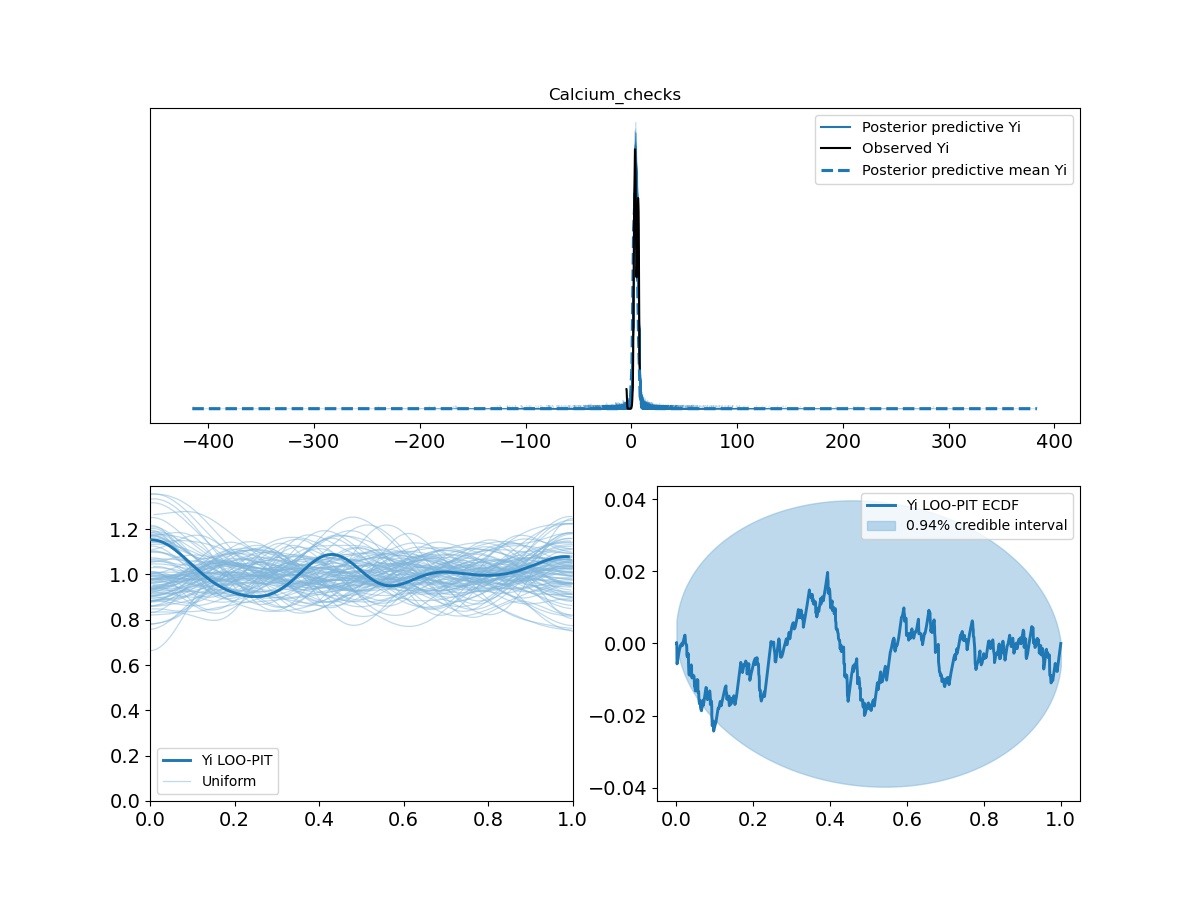 Calcium_checks
Posterior predictive Yi
Observed Yi
Posterior predictive mean Yi
−400 −300 −200 −100 0 100 200 300 400
1.2
1.0
0.8
0.6
0.4
0.2
0.0
Yi LOO-PIT
Uniform
0.0 0.2 0.4 0.6 0.8 1.0
0.04
0.02
0.00
−0.02
−0.04
Yi LOO-PIT ECDF
0.94% credible interval
0.0 0.2 0.4 0.6 0.8 1.0